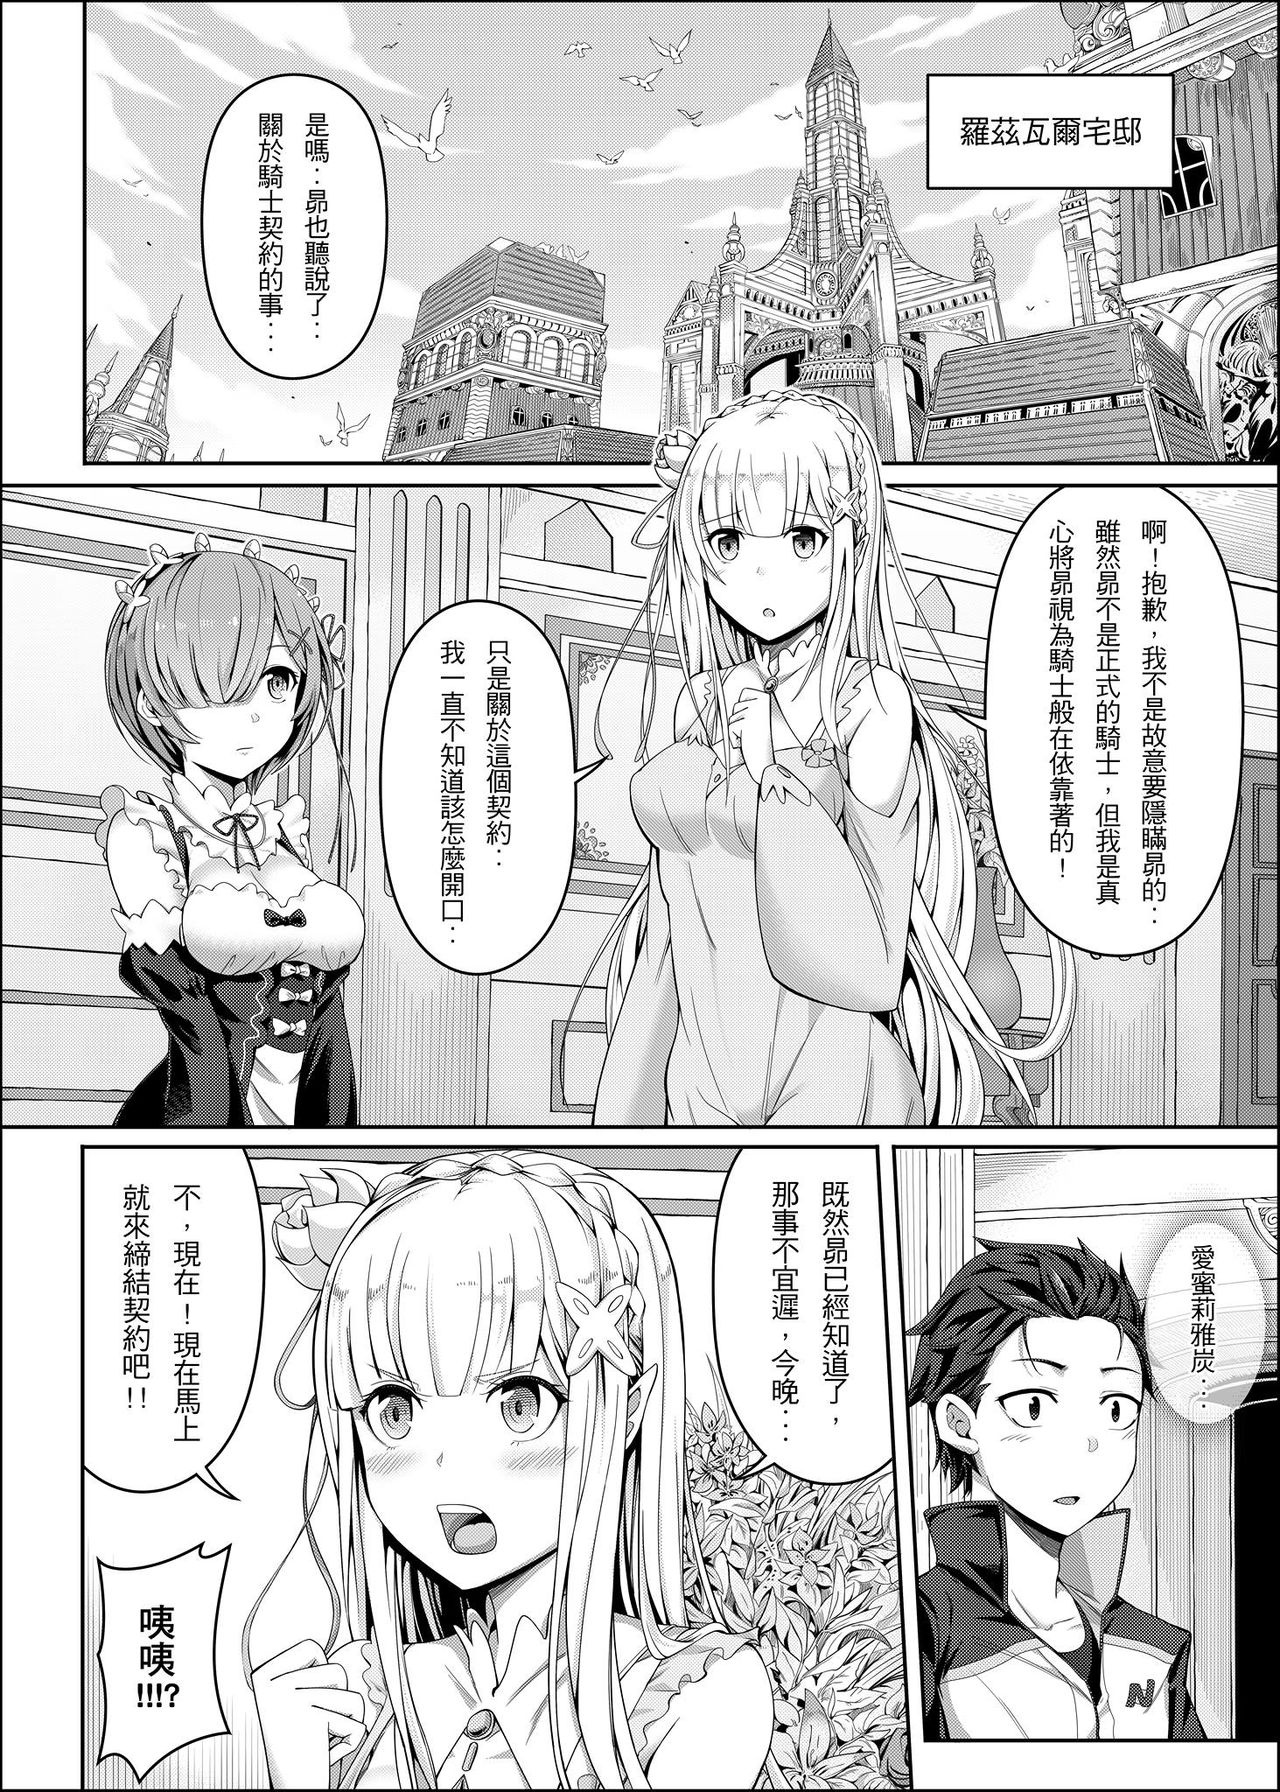 羅茲瓦爾宅邸
是嗎…昴也聽說了…
關於騎士契約的事…
啊！抱歉，我不是故意要隱瞞昴的…
雖然昴不是正式的騎士，但我是真
心將昴視為騎士般在依靠著的！
只是關於這個契約…
我一直不知道該怎麼開口…
愛蜜莉雅炭…
既然昴已經知道了，
那事不宜遲，今晚…
不，現在！現在馬上
就來締結契約吧!!
咦咦!!!?
N